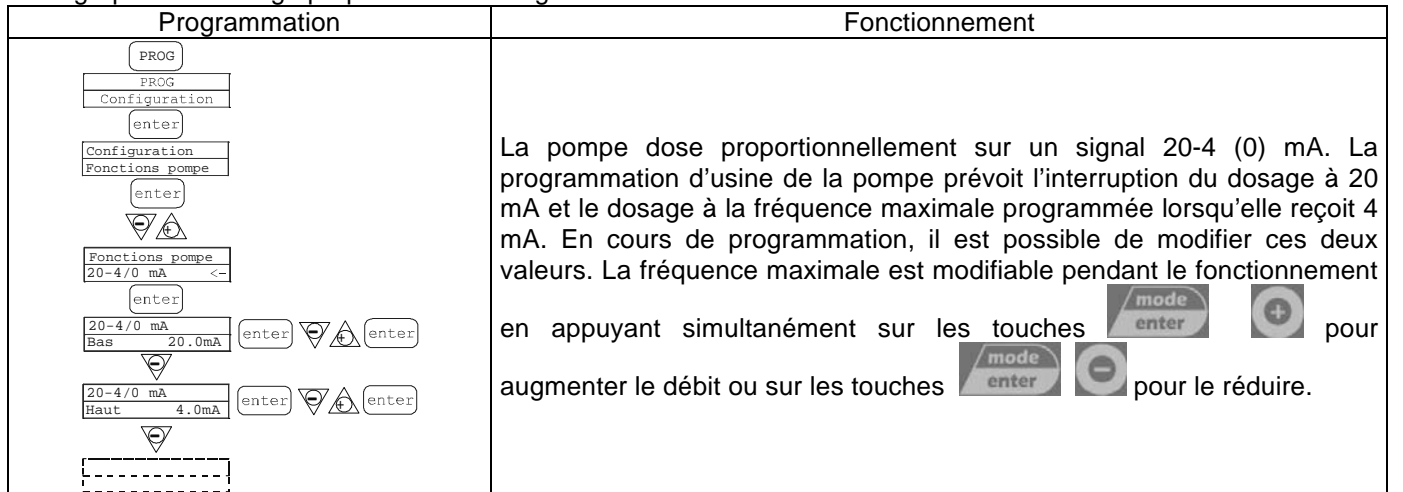 Programmation
Fonctionnement
PROG
PROG
Configuration
enter
Configuration
Fonctions pompe
enter
- +
Fonctions pompe
20-4/0 mA <-
enter
20-4/0 mA
Bas 20.0mA enter - + enter
-
20-4/0 mA
Haut 4.0mA enter - + enter
-
La pompe dose proportionnellement sur un signal 20-4 (0) mA. La
programmation d’usine de la pompe prévoit l’interruption du dosage à 20
mA et le dosage à la fréquence maximale programmée lorsqu’elle reçoit 4
mA. En cours de programmation, il est possible de modifier ces deux
valeurs. La fréquence maximale est modifiable pendant le fonctionnement
en appuyant simultanément sur les touches mode enter + pour
augmenter le débit ou sur les touches mode enter - pour le réduire.